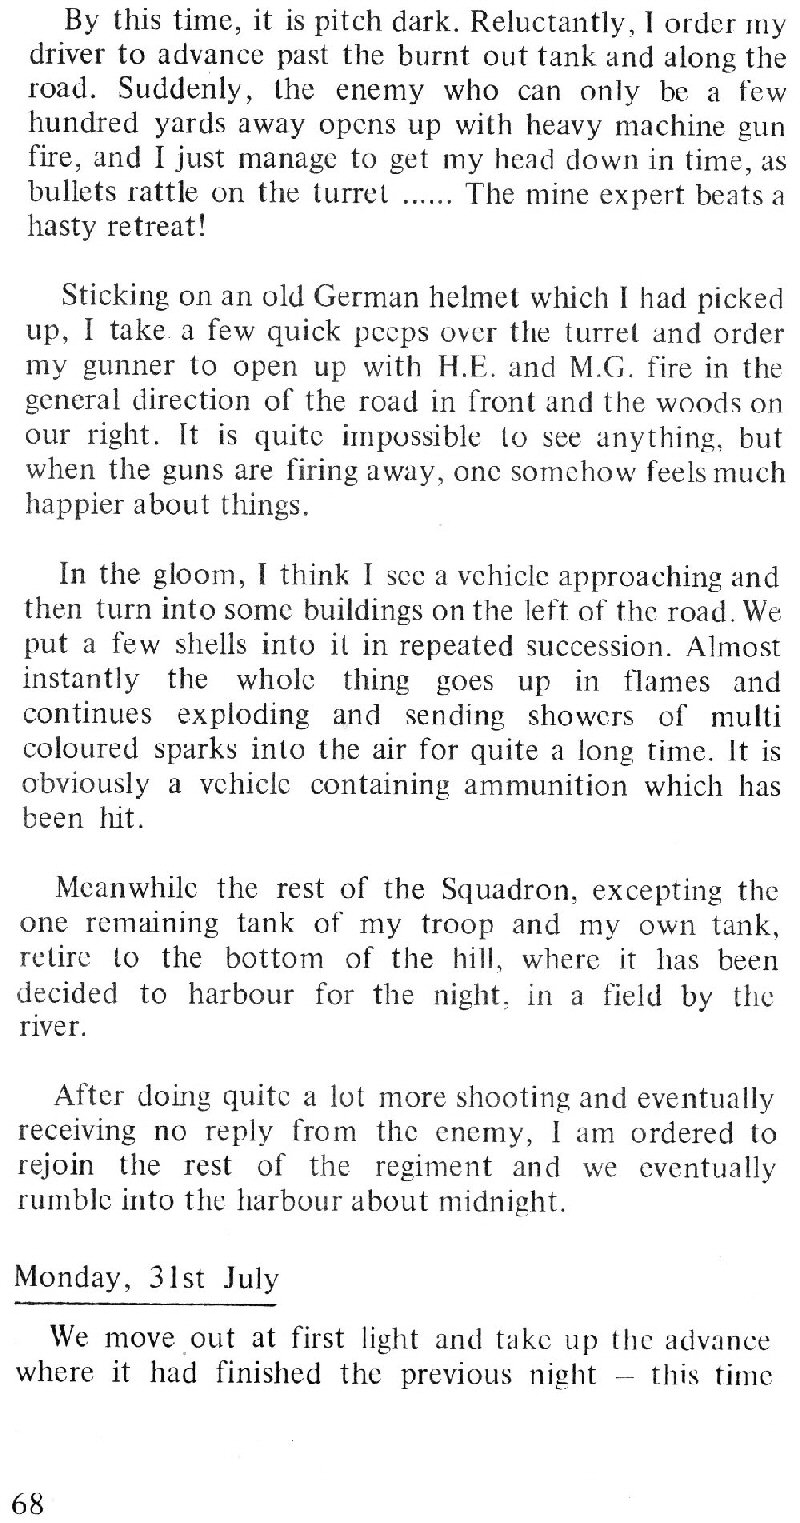 By this time, it is pitch dark. Reluctantly, I order my
driver to advance past the burnt out tank and along the
road. Suddenly, the enemy who can only be a few
hundred yards away opens up with heavy machine gun
fire, and I just manage to get my head down in time, as
bullets rattle on the turret ...... The mine expert beats a
hasty retreat!
Sticking on an old German helmet which I had picked
up, I take a few quick peeps over the turret and order
my gunner to open up with H.E. and M.G. fire in the
general direction of the road in front and the woods on
our right. It is quite impossible to see anything, but
when the guns are firing away, one somehow feels much
happier about things.
In the gloom, I think I see a vehicle approaching and
then turn into some buildings on the left of the road. We
put a few shells into it in repeated succession. Almost
instantly the whole thing goes up in flames and
continues exploding and sending showers of multi
coloured sparks into the air for quite a long time. It is
obviously a vehicle containing ammunition which has
been hit.
Meanwhile the rest of the Squadron, excepting the
one remaining tank of my troop and my own tank,
retire to the bottom of the hill, where it has been
decided to harbour for the night, in a field by the
river.
After doing quite a lot more shooting and eventually
receiving no reply from the enemy, I am ordered to
rejoin the rest of the regiment and we eventually
rumble into the harbour about midnight.
Monday, 31st July
We move out at first light and take up the advance
where it had finished the previous night – this time
68